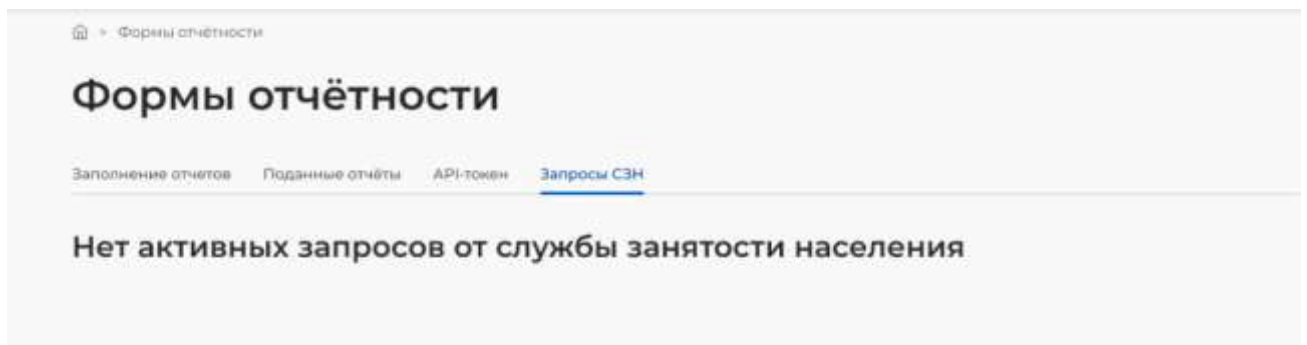 Формы отчётности
Формы отчётности
Заполнение отчетов Поданные отчёты API-токен Запросы СЗН
Нет активных запросов от службы занятости населения